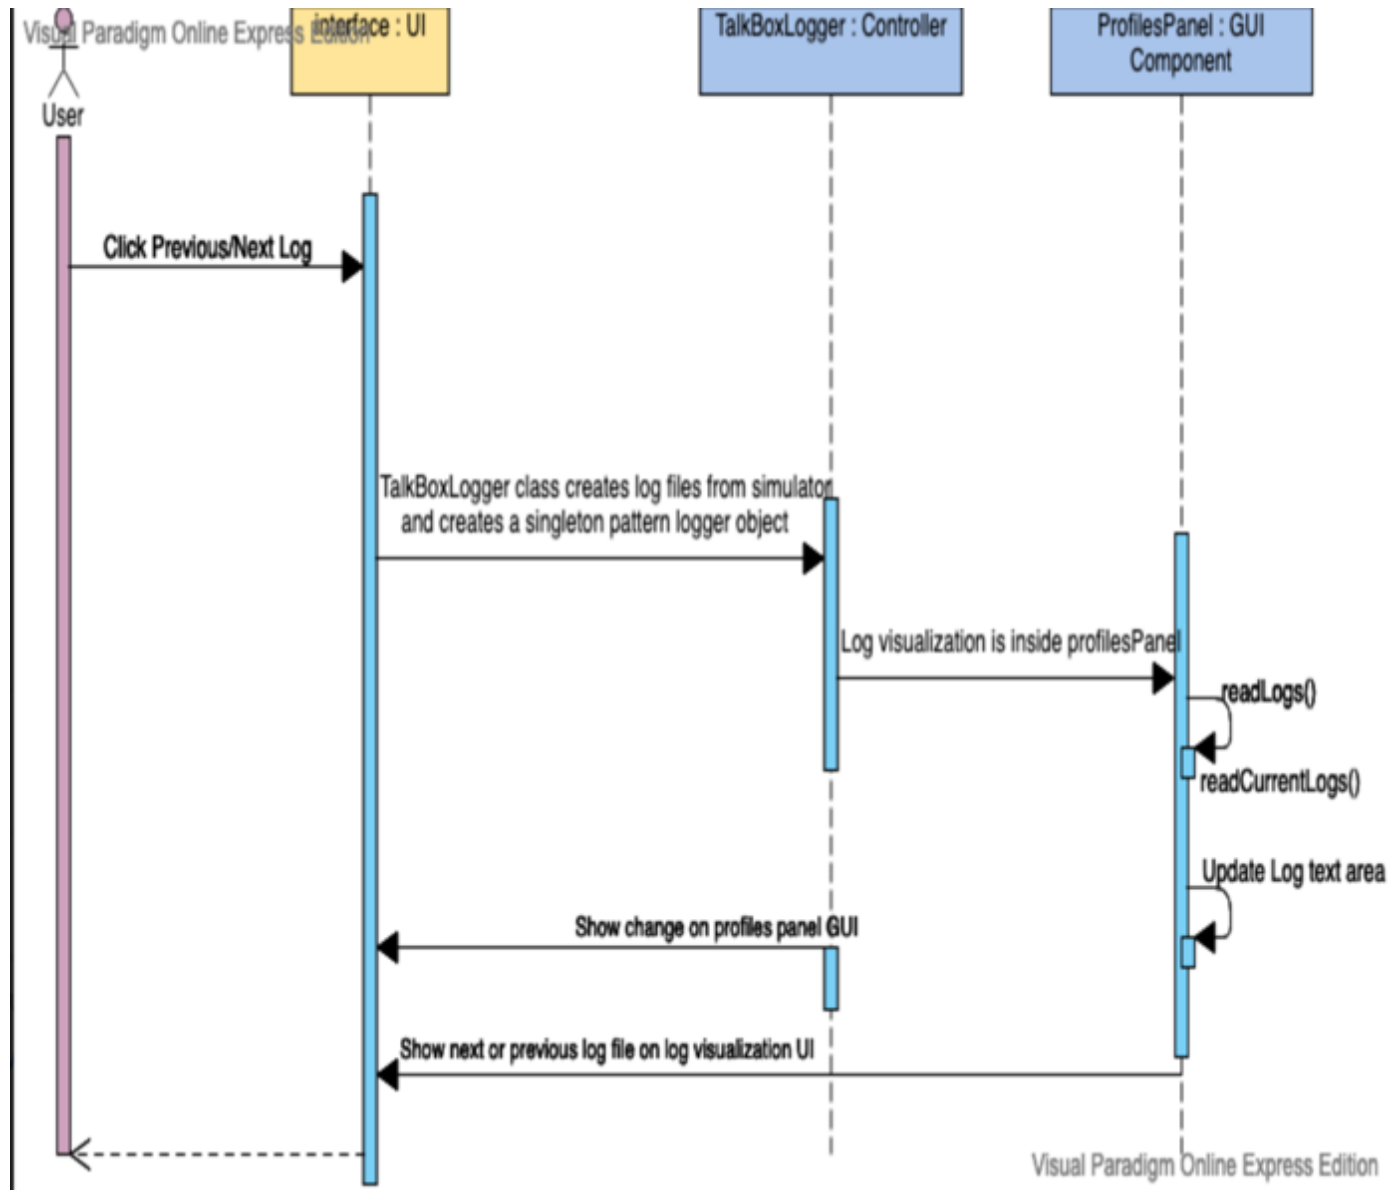 Visual Paradigm Online Express Edition
interface : UI
TalkBoxLogger : Controller
ProfilesPanel : GUI
Component
User
Click Previous/Next Log
TalkBoxLogger class creates log files from simulator
and creates a singleton pattern logger object
Log visualization is inside profilesPanel
readLogs()
readCurrentLogs()
Update Log text area
Show change on profiles panel GUI
Show next or previous log file on log visualization UI
Visual Paradigm Online Express Edition